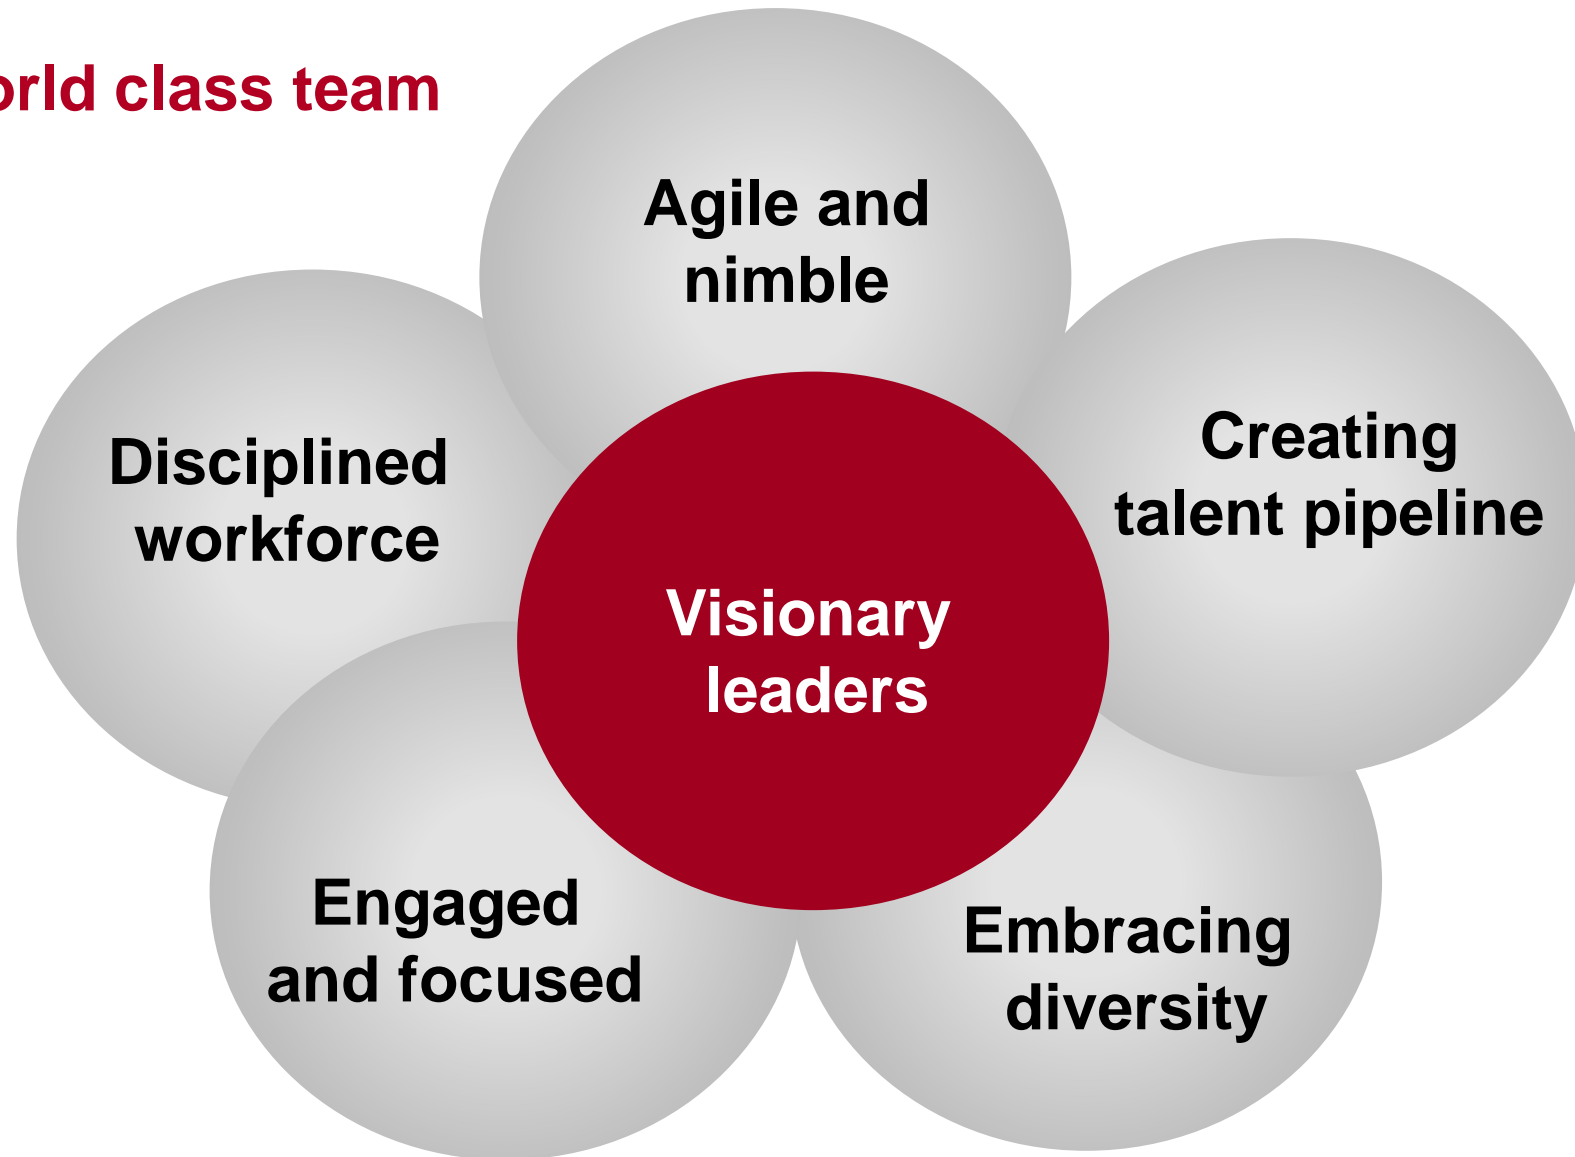 orld class team
Agile and
nimble
Disciplined
workforce
Creating
talent pipeline
Visionary
leaders
Engaged
and focused
Embracing
diversity